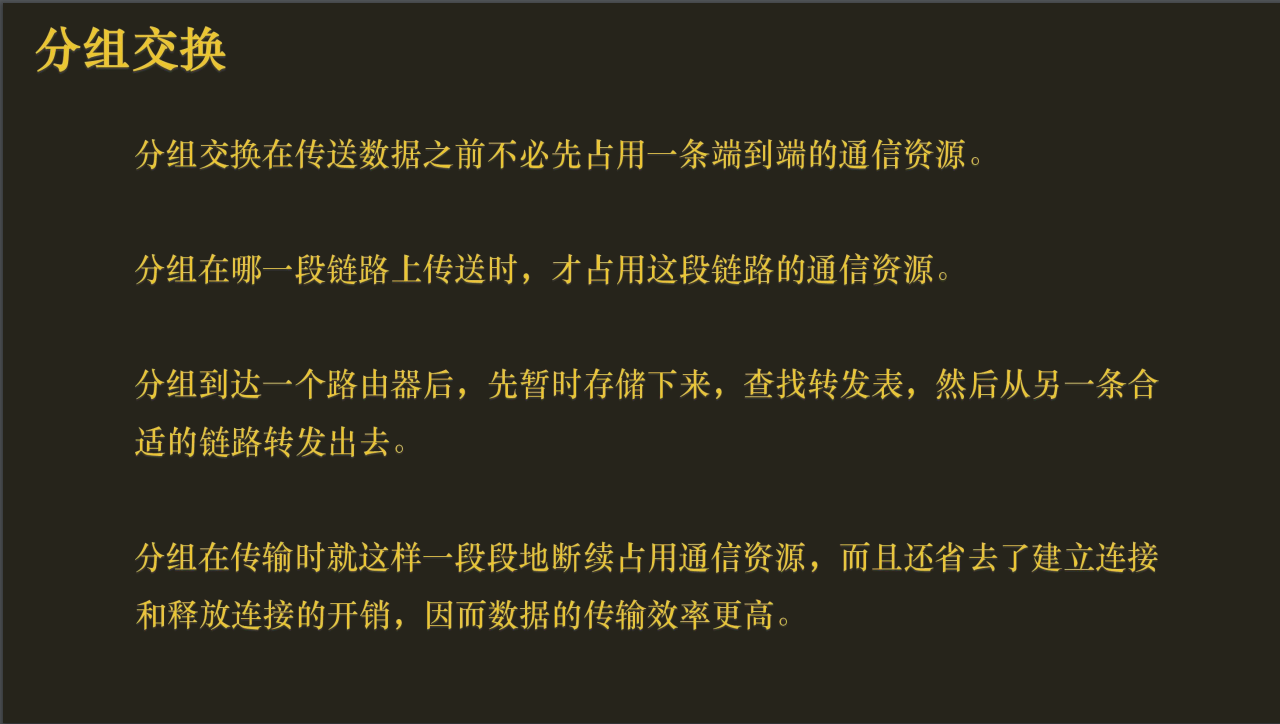 分组交换
分组交换在传送数据之前不必先占用一条端到端的通信资源。
分组在哪一段链路上传送时，才占用这段链路的通信资源。
分组到达一个路由器后，先暂时存储下来，查找转发表，然后从另一条合
适的链路转发出去。
分组在传输时就这样一段段地断续占用通信资源，而且还省去了建立连接
和释放连接的开销，因而数据的传输效率更高。